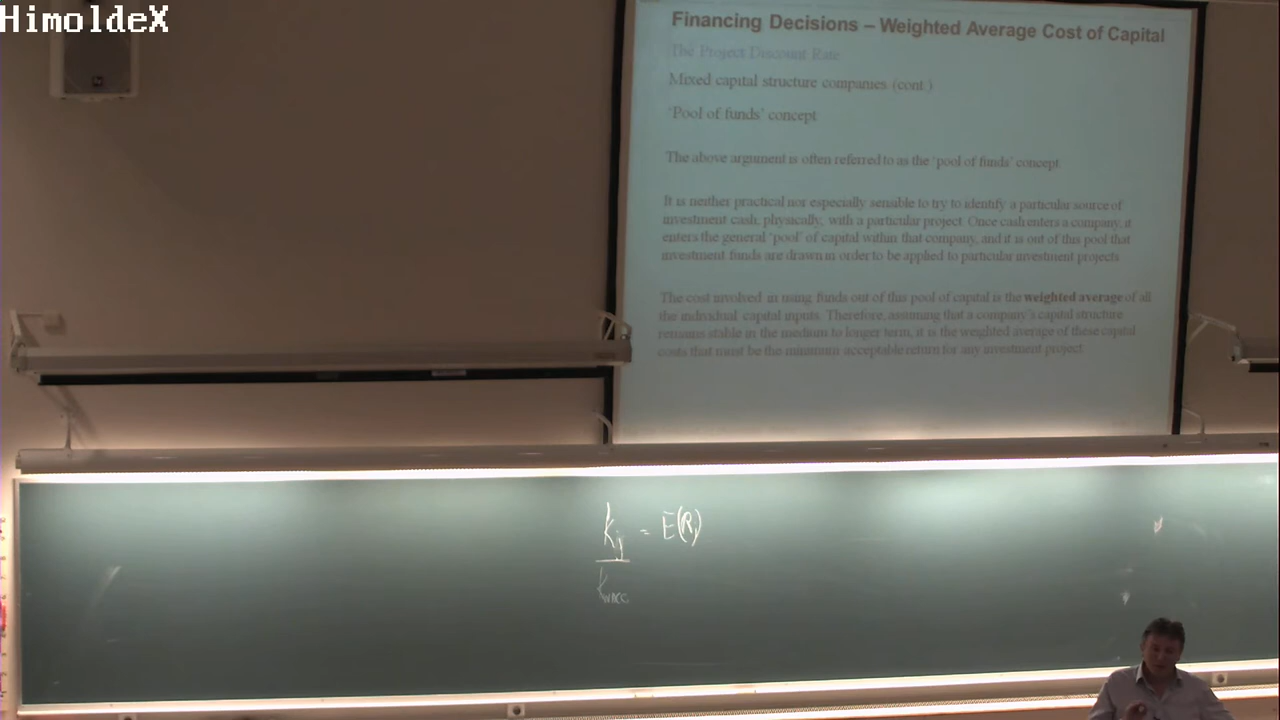 HimoldeX
Financing Decisions – Weighted Average Cost of Capital
The Project Discount Rate
Mixed capital structure companies (cont.)
'Pool of funds' concept
The above argument is often referred to as the 'pool of funds' concept.
It is neither practical nor especially sensible to try to identify a particular source of
investment cash, physically, with a particular project. Once cash enters a company, it
enters the general 'pool' of capital within that company, and it is out of this pool that
investment funds are drawn in order to be applied to particular investment projects
The cost involved in using funds out of this pool of capital is the weighted average of all
the individual capital inputs. Therefore, assuming that a company's capital structure
remains stable in the medium to longer term, it is the weighted average of these capital
costs that must be the minimum acceptable return for any investment project.
kj = E(Rj)
kwacc